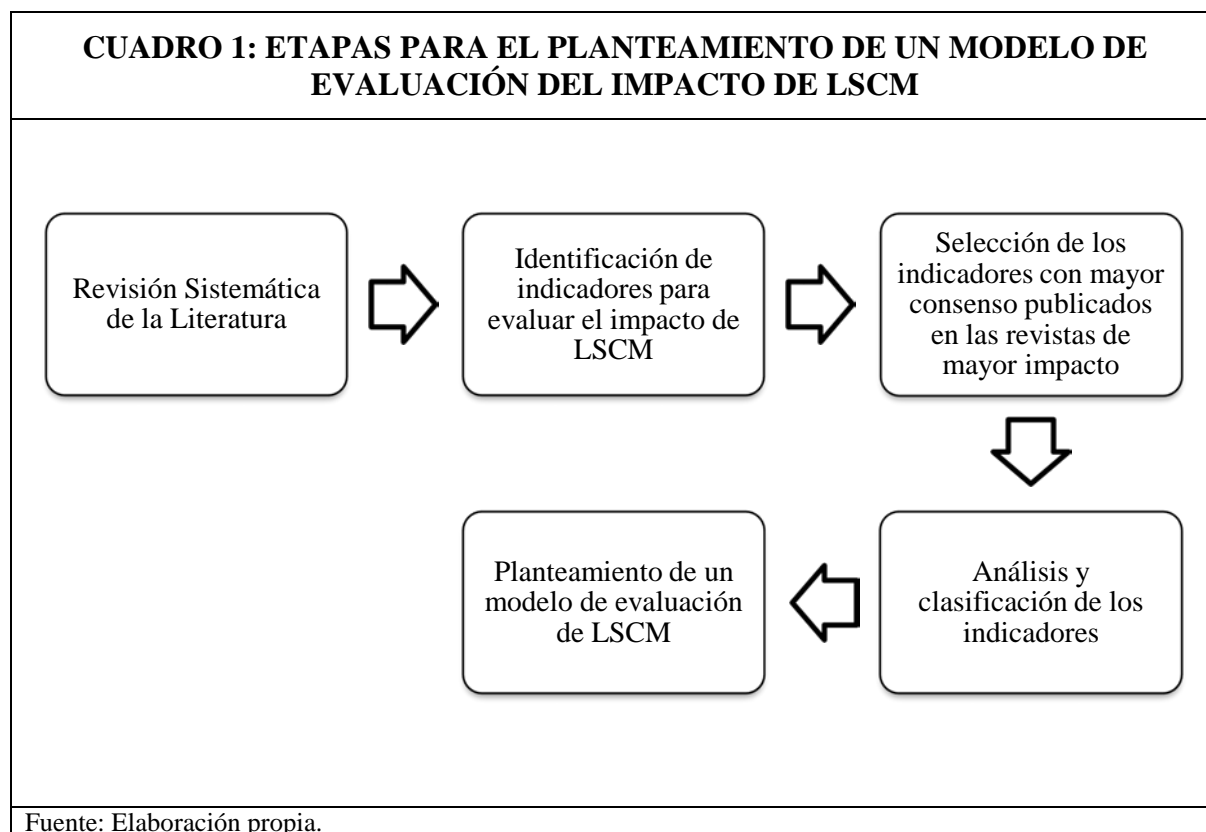 CUADRO 1: ETAPAS PARA EL PLANTEAMIENTO DE UN MODELO DE
EVALUACIÓN DEL IMPACTO DE LSCM
Revisión Sistemática
de la Literatura
Identificación de
indicadores para
evaluar el impacto de
LSCM
Selección de los
indicadores con mayor
consenso publicados
en las revistas de
mayor impacto
Análisis y
clasificación de los
indicadores
Planteamiento de un
modelo de evaluación
de LSCM
Fuente: Elaboración propia.